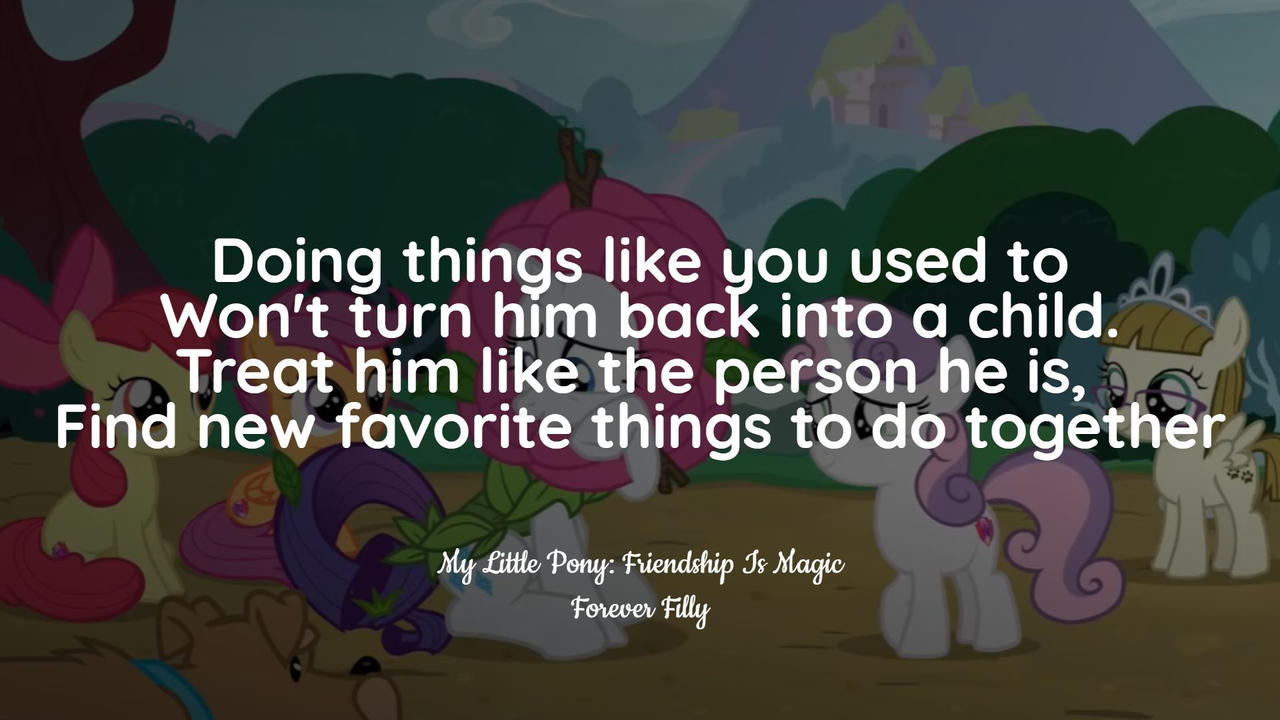 Doing things like you used to
Won't turn him back into a child.
Treat him like the person he is,
Find new favorite things to do together
My Little Pony: Friendship Is Magic
Forever Filly